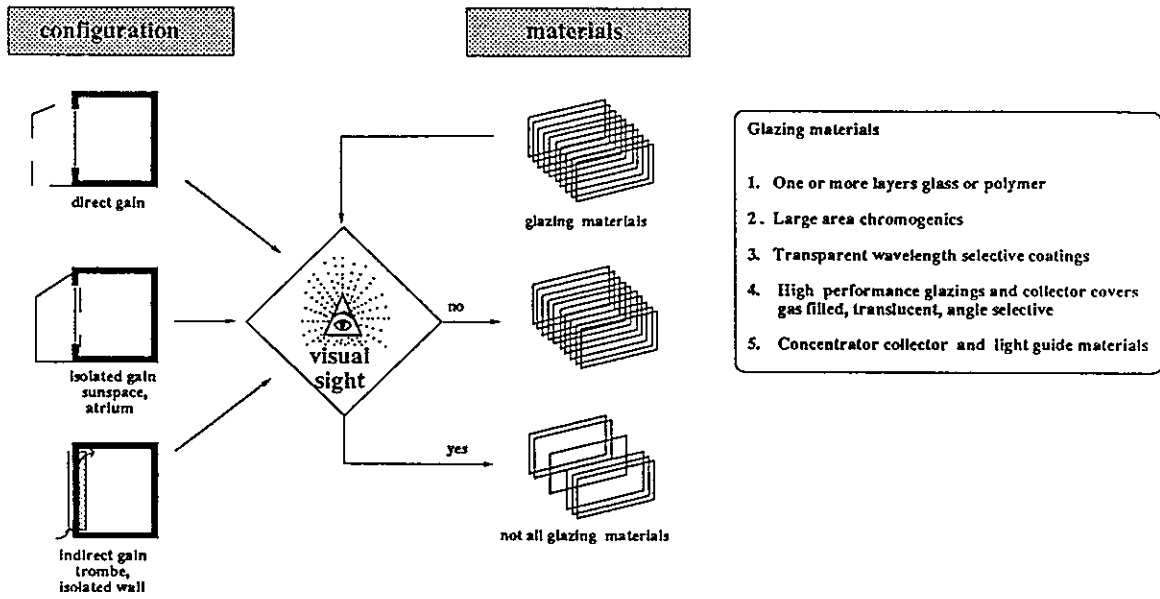 configuration
materials
direct gain
isolated gain
sunspace,
atrium
indirect gain
trombe,
isolated wall
visual
sight
no
yes
glazing materials
not all glazing materials
Glazing materials
1. One or more layers glass or polymer
2. Large area chromogenics
3. Transparent wavelength selective coatings
4. High performance glazings and collector covers
gas filled, translucent, angle selective
5. Concentrator collector and light guide materials